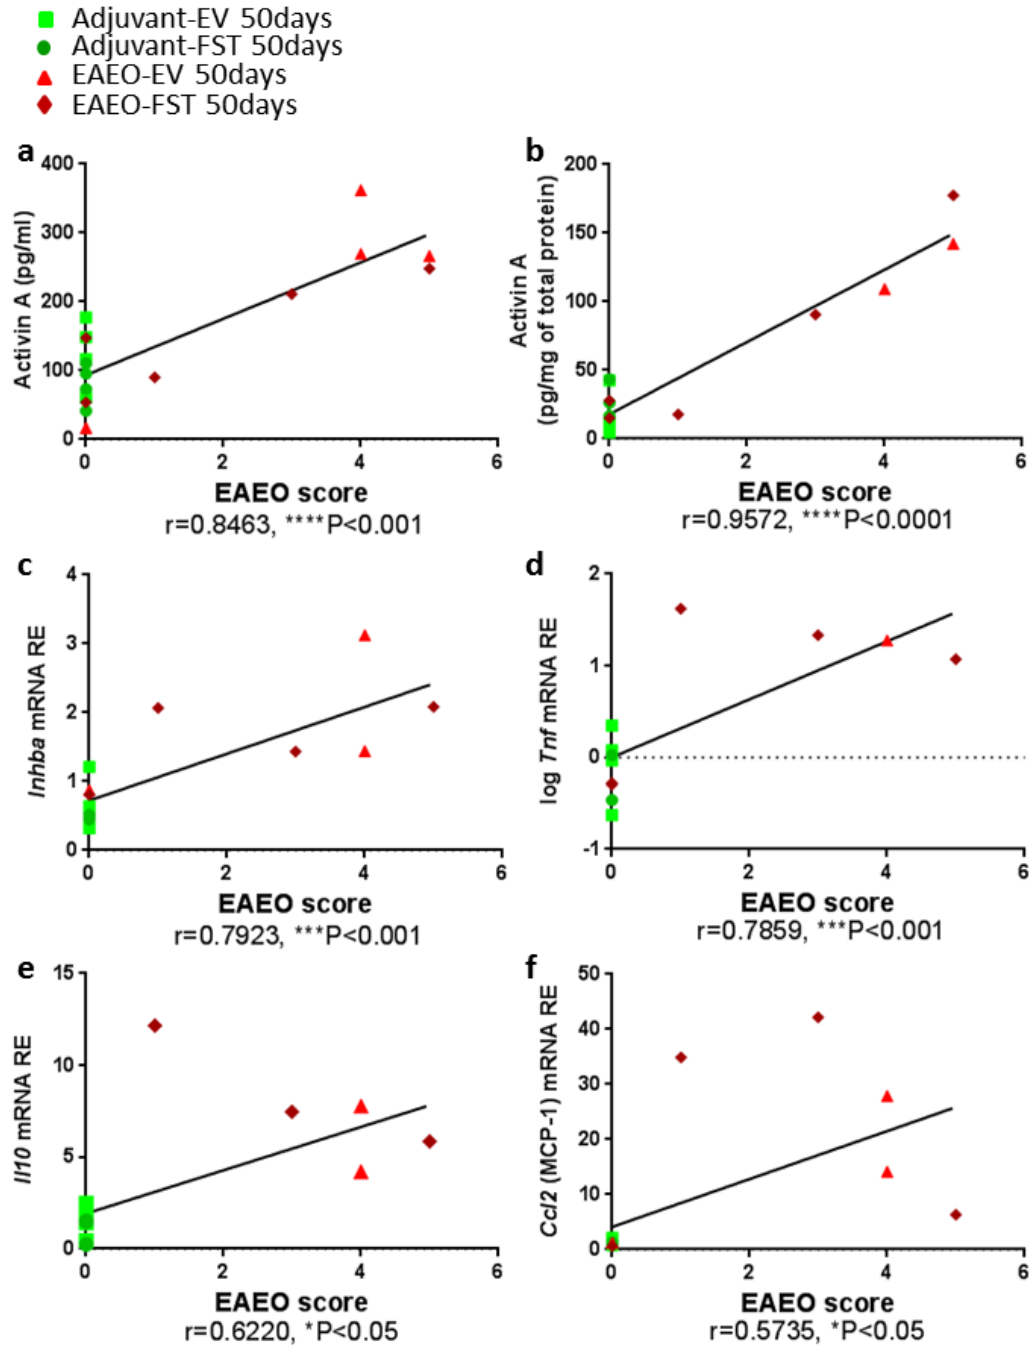 Adjuvant-EV 50days
Adjuvant-FST 50days
EAEO-EV 50days
EAEO-FST 50days
a
400
300
200
100
0
Activin A (pg/ml)
0 2 4 6
EAEO score
r=0.8463, ****P<0.001
b
200
150
100
50
0
Activin A
(pg/mg of total protein)
0 2 4 6
EAEO score
r=0.9572, ****P<0.0001
c
4
3
2
1
0
Inhba mRNA RE
0 2 4 6
EAEO score
r=0.7923, ***P<0.001
d
2
1
0
-1
log Tnf mRNA RE
0 2 4 6
EAEO score
r=0.7859, ***P<0.001
e
15
10
5
0
Il10 mRNA RE
0 2 4 6
EAEO score
r=0.6220, *P<0.05
f
50
40
30
20
10
0
Ccl2 (MCP-1) mRNA RE
0 2 4 6
EAEO score
r=0.5735, *P<0.05